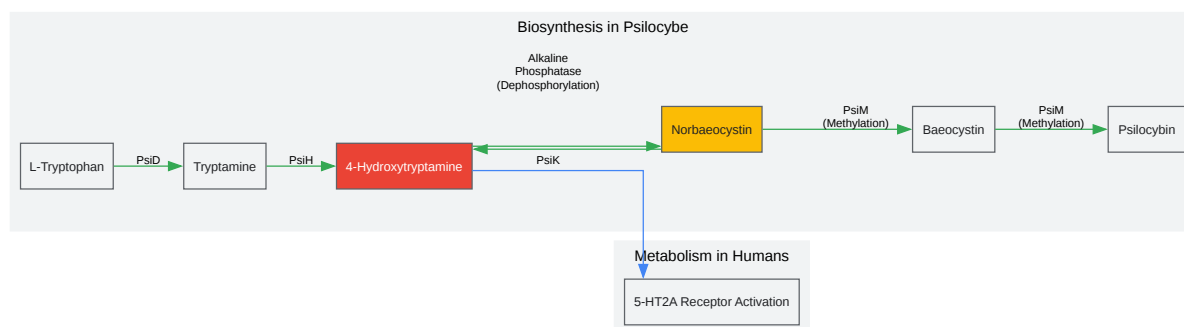 Biosynthesis in Psilocybe
Alkaline
Phosphatase
(Dephosphorylation)
L-Tryptophan
PsiD
Tryptamine
PsiH
4-Hydroxytryptamine
PsiK
Norbaeocystin
PsiM
(Methylation)
Baeocystin
PsiM
(Methylation)
Psilocybin
Metabolism in Humans
5-HT2A Receptor Activation